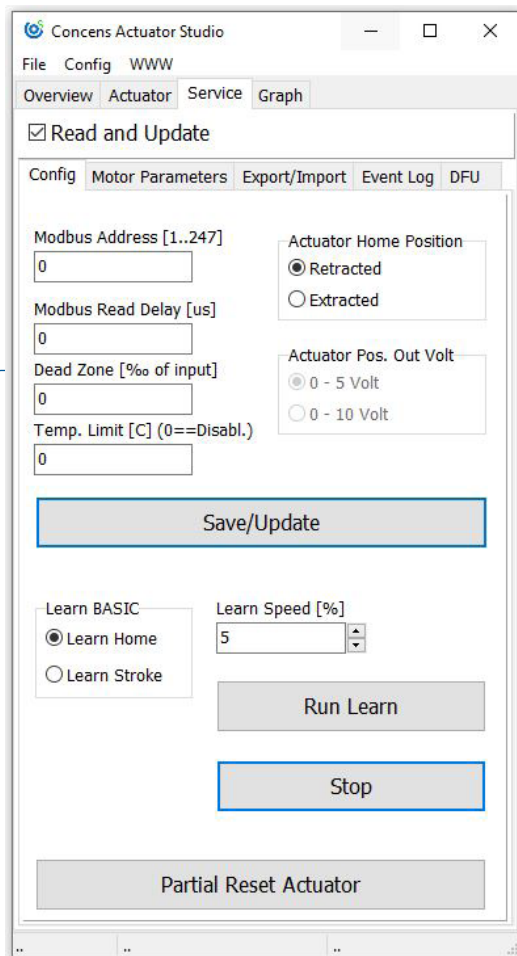 Concens Actuator Studio
File Config WWW
Overview Actuator Service Graph
Read and Update
Config Motor Parameters Export/Import Event Log DFU
Modbus Address [1..247]
0
Modbus Read Delay [us]
0
Dead Zone [‰ of input]
0
Temp. Limit [C] (0==Disabl.)
0
Actuator Home Position
Retracted
Extracted
Actuator Pos. Out Volt
0 - 5 Volt
0 - 10 Volt
Save/Update
Learn BASIC
Learn Home
Learn Stroke
Learn Speed [%]
5
Run Learn
Stop
Partial Reset Actuator
.. .. ..